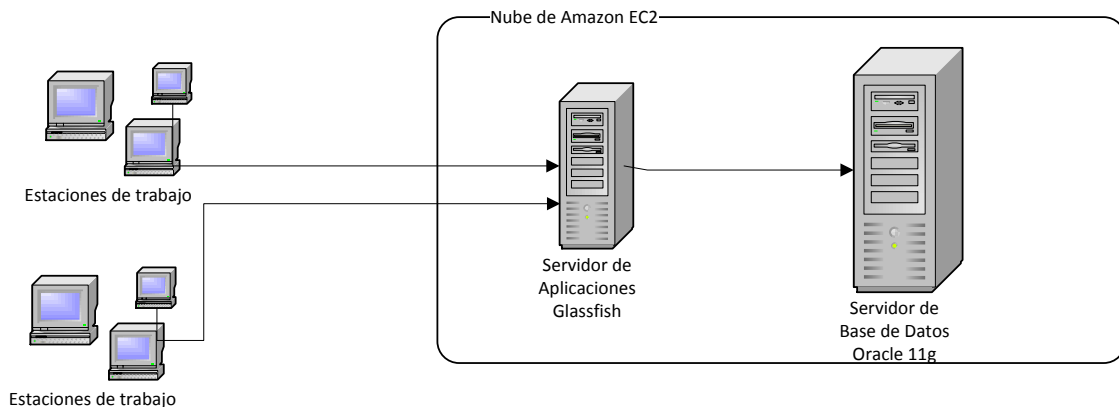 Nube de Amazon EC2
Estaciones de trabajo
Servidor de
Aplicaciones
Glassfish
Servidor de
Base de Datos
Oracle 11g
Estaciones de trabajo